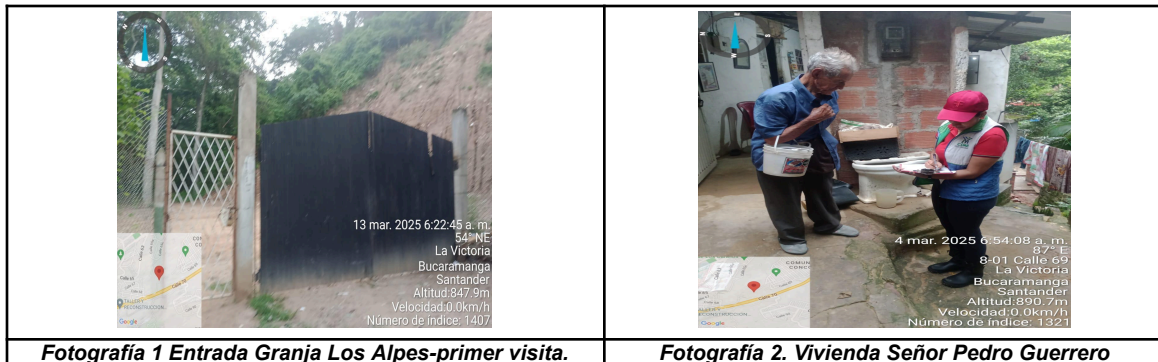 13 mar. 2025 6:22:45 a. m.
54° NE
La Victoria
Bucaramanga
Santander
Altitud:847.9m
Velocidad:0.0km/h
Número de índice: 1407
Google
Fotografía 1 Entrada Granja Los Alpes-primer visita.
4 mar. 2025 6:54:08 a. m.
87° E
8-01 Calle 69
La Victoria
Bucaramanga
Santander
Altitud:890.7m
Velocidad:0.0km/h
Número de índice: 1321
Google
Fotografía 2. Vivienda Señor Pedro Guerrero